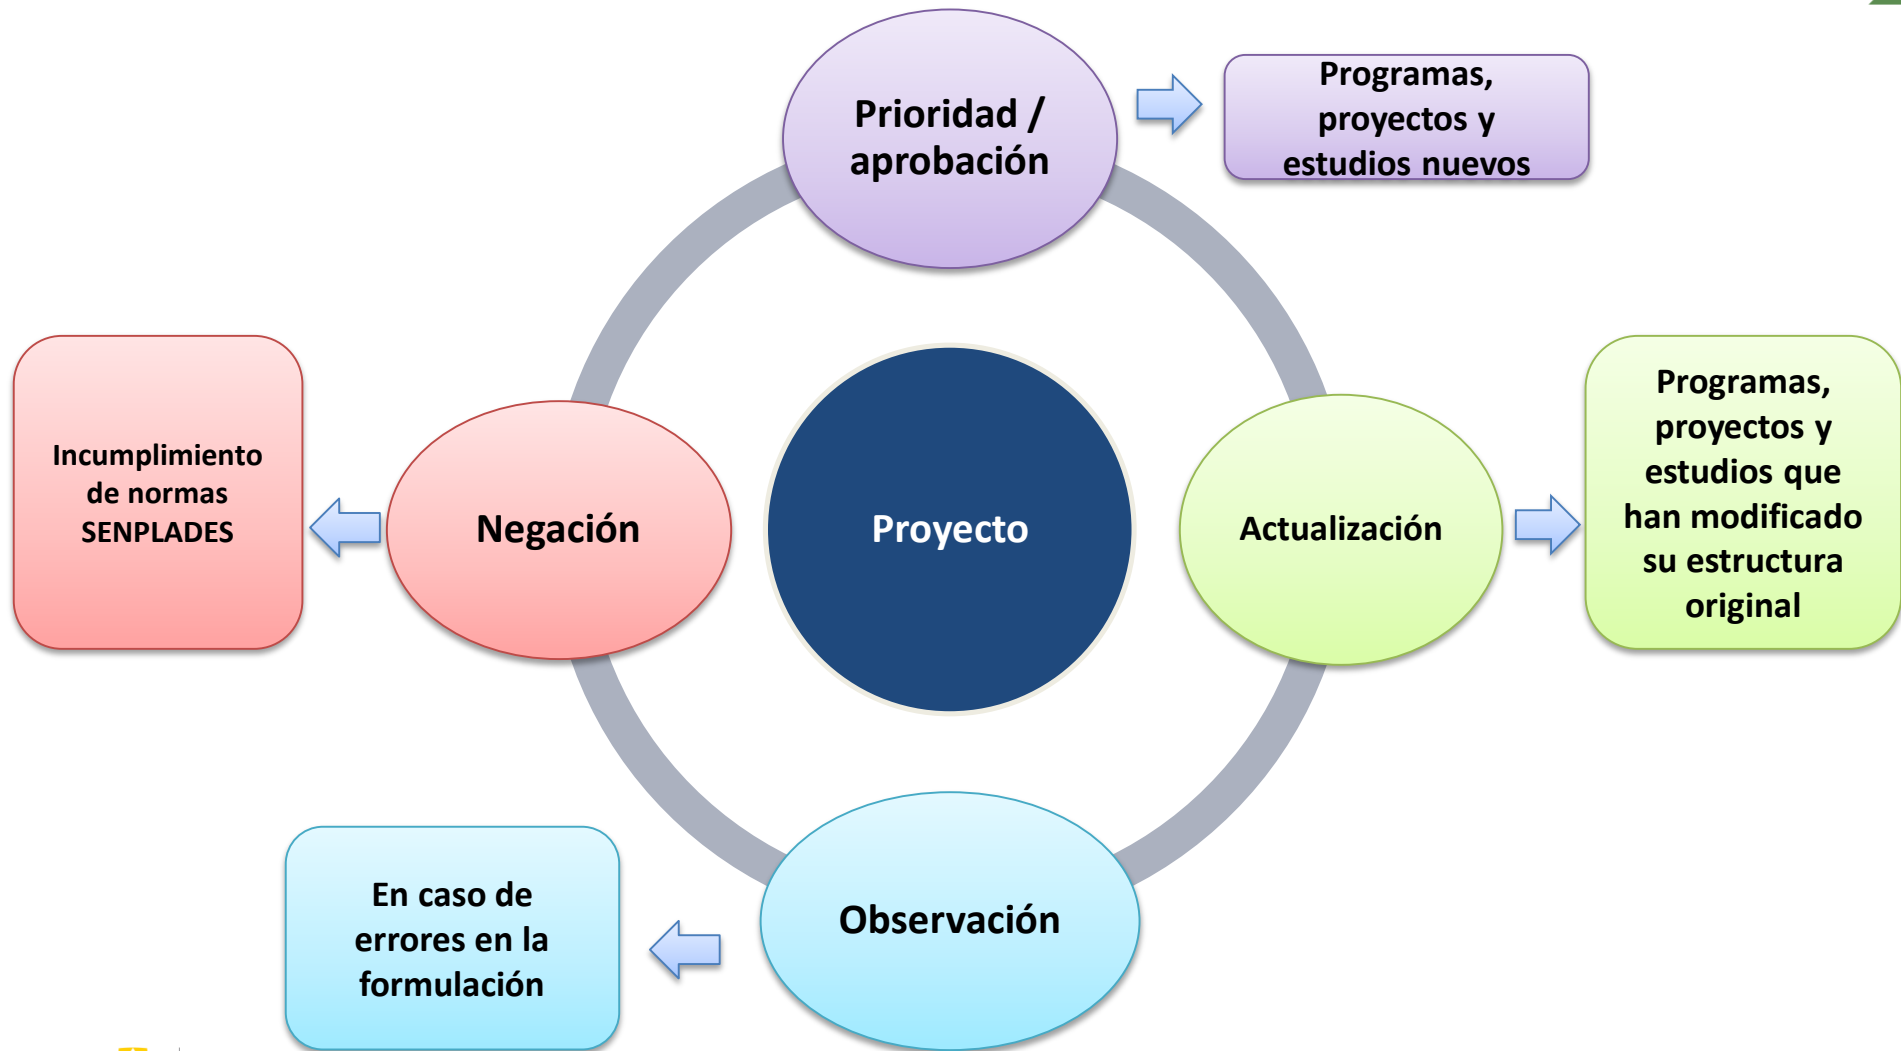 Prioridad /
aprobación
Programas,
proyectos y
estudios nuevos
Incumplimiento
de normas
SENPLADES
Negación
Proyecto
Actualización
Programas,
proyectos y
estudios que
han modificado
su estructura
original
En caso de
errores en la
formulación
Observación